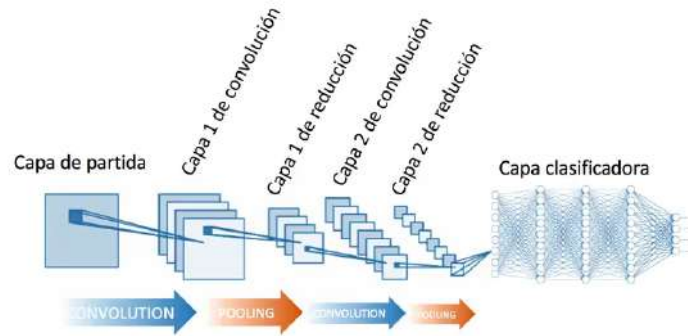 Capa de partida
Capa 1 de convolución
Capa 1 de reducción
Capa 2 de convolución
Capa 2 de reducción
Capa clasificadora
CONVOLUTION
POOLING
CONVOLUTION
POOLING